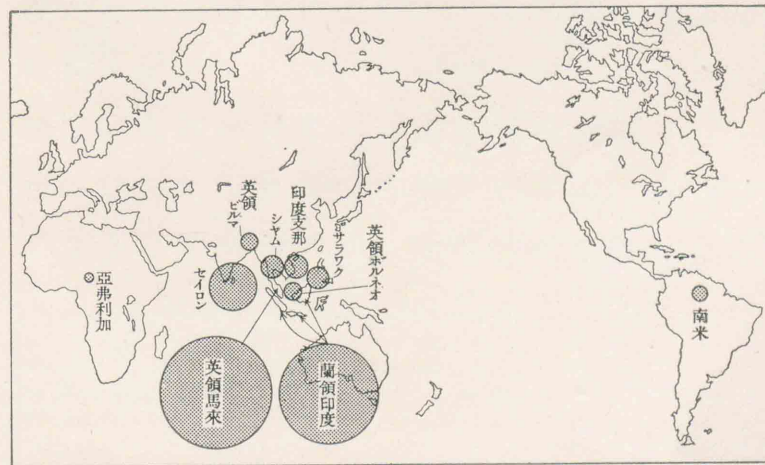 英領
ビルマ
シャム
印度支那
サラワク
英領ボルネオ
セイロン
亞弗利加
南米
英領馬來
蘭領印度